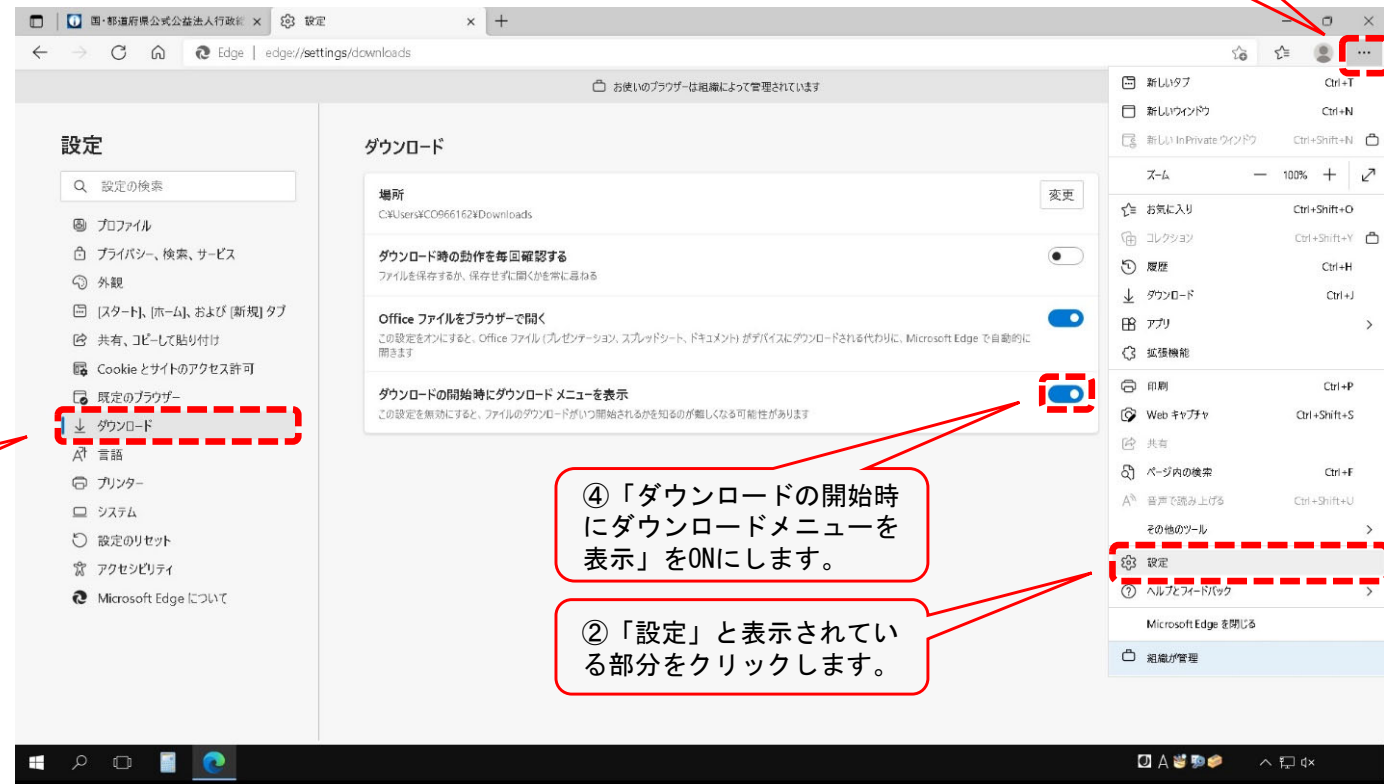 国・都道府県公式公益法人行政総
設定
Edge | edge://settings/downloads
お使いのブラウザーは組織によって管理されています
設定
設定の検索
プロファイル
プライバシー、検索、サービス
外観
[スタート]、[ホーム]、および [新規] タブ
共有、コピーして貼り付け
Cookie とサイトのアクセス許可
既定のブラウザー
ダウンロード
言語
プリンター
システム
設定のリセット
アクセシビリティ
Microsoft Edge について
ダウンロード
場所
C:¥Users¥CO966162¥Downloads
変更
ダウンロード時の動作を毎回確認する
ファイルを保存するか、保存せずに開くかを常に尋ねる
Office ファイルをブラウザーで開く
この設定をオンにすると、Office ファイル (プレゼンテーション、スプレッドシート、ドキュメント) がデバイスにダウンロードされる代わりに、Microsoft Edge で自動的に
開きます
ダウンロードの開始時にダウンロード メニューを表示
この設定を無効にすると、ファイルのダウンロードがいつ開始されるかを知るのが難しくなる可能性があります
④「ダウンロードの開始時
にダウンロードメニューを
表示」をONにします。
②「設定」と表示されてい
る部分をクリックします。
新しいタブ Ctrl+T
新しいウィンドウ Ctrl+N
新しい InPrivate ウィンドウ Ctrl+Shift+N
ズーム — 100% +
お気に入り Ctrl+Shift+O
コレクション Ctrl+Shift+Y
履歴 Ctrl+H
ダウンロード Ctrl+J
アプリ
拡張機能
印刷 Ctrl+P
Web キャプチャ Ctrl+Shift+S
共有
ページ内の検索 Ctrl+F
音声で読み上げる Ctrl+Shift+U
その他のツール
設定
ヘルプとフィードバック
Microsoft Edge を閉じる
組織が管理
A